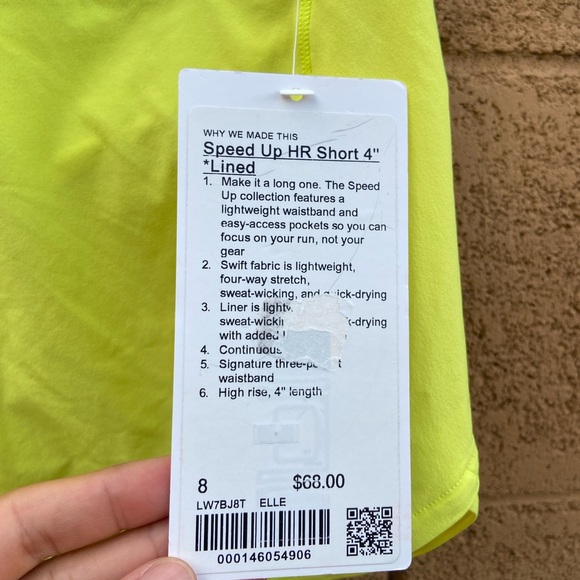 WHY WE MADE THIS
Speed Up HR Short 4"
*Lined
1. Make it a long one. The Speed
Up collection features a
lightweight waistband and
easy-access pockets so you can
focus on your run, not your
gear
2. Swift fabric is lightweight,
four-way stretch,
sweat-wicking, and quick-drying
3. Liner is
with added
4. Continuous
5. Signature
waistband
6. High rise, 4" length
8 $68.00
LW7BJ8T ELLE
000146054906